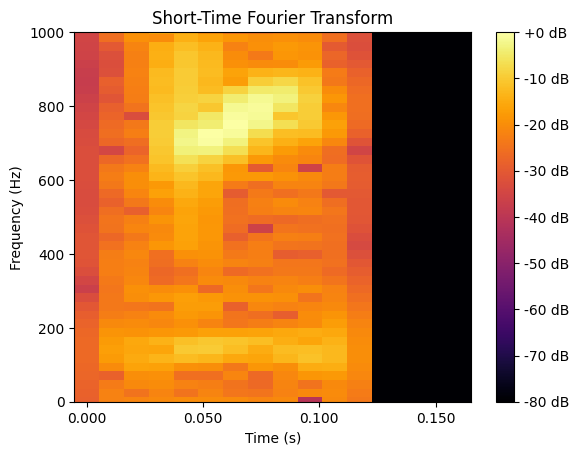 Short-Time Fourier Transform
1000
800
600
400
200
0
Frequency (Hz)
0.000
0.050
0.100
0.150
Time (s)
+0 dB
-10 dB
-20 dB
-30 dB
-40 dB
-50 dB
-60 dB
-70 dB
-80 dB